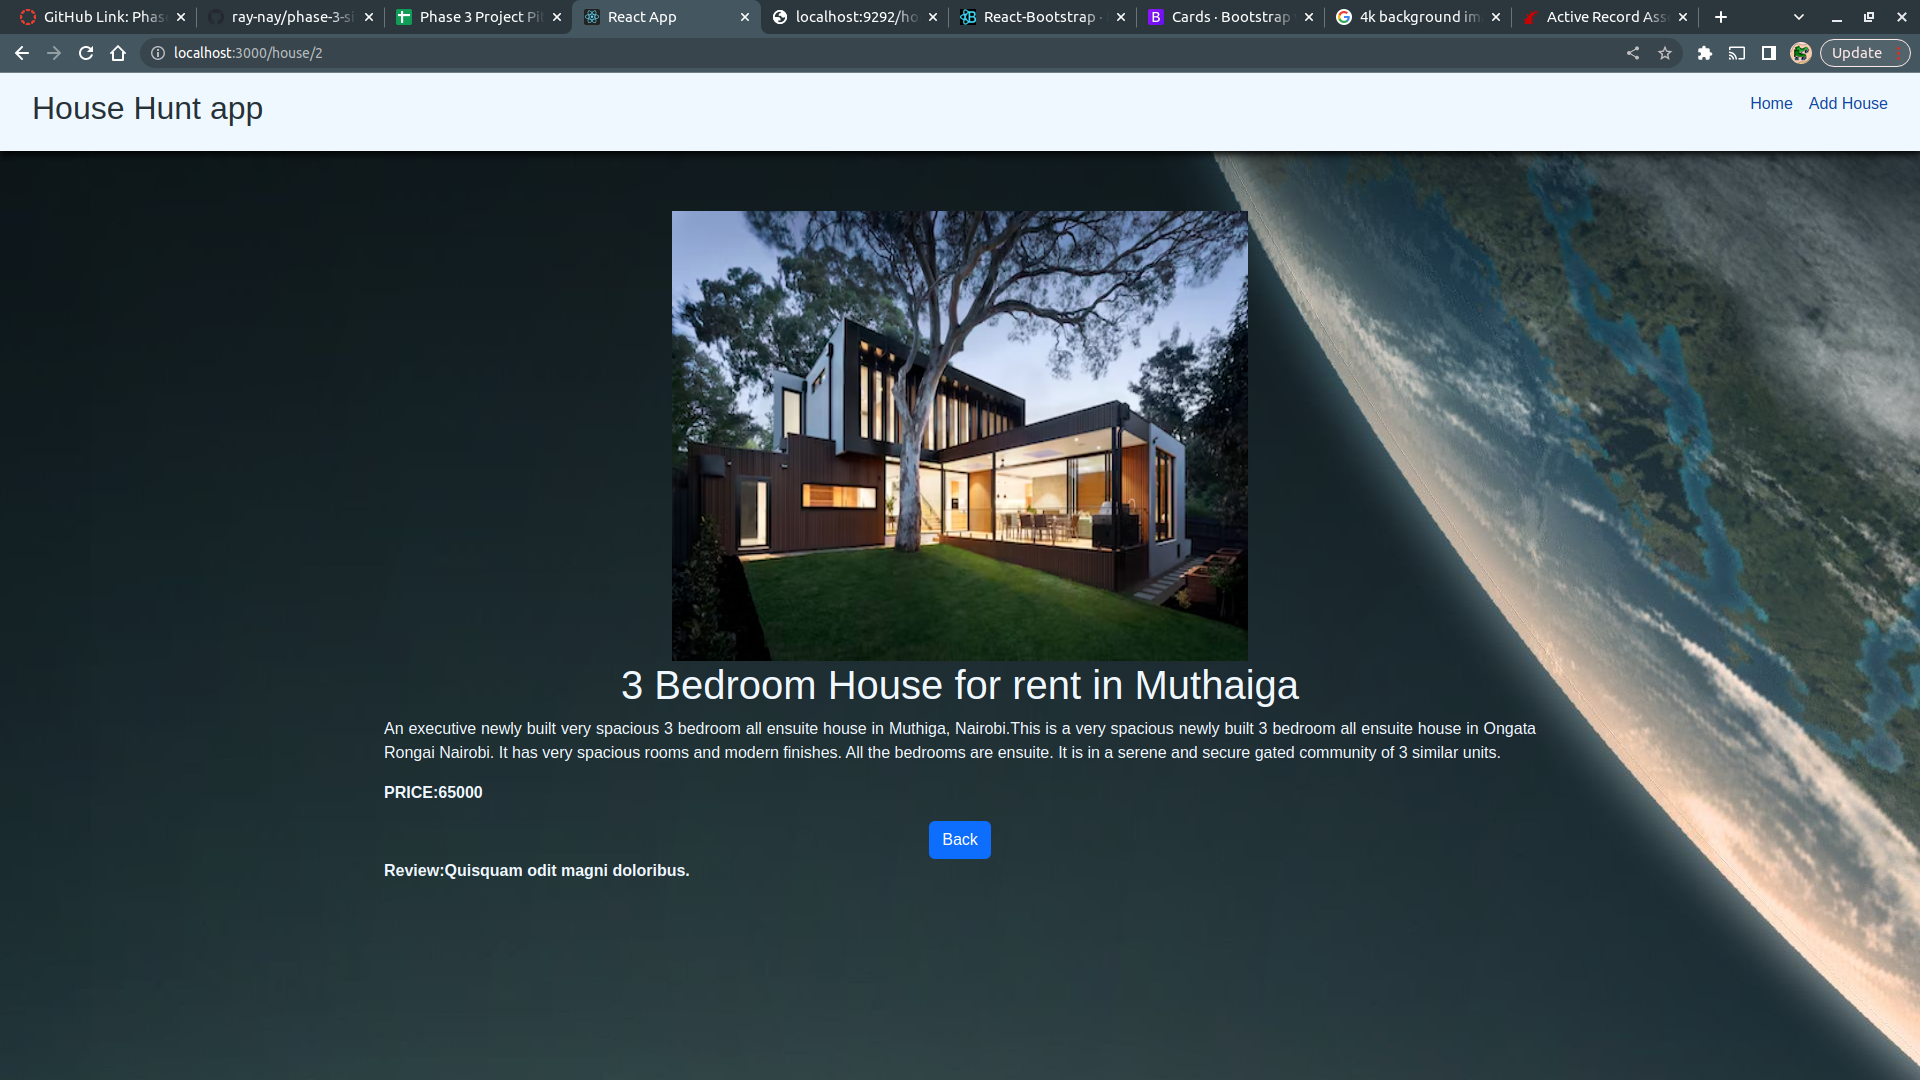 GitHub Link: Phas
ray-nay/phase-3-si
Phase 3 Project Pi
React App
localhost:9292/ho
React-Bootstrap ·
Cards · Bootstrap
4k background im
Active Record Ass
localhost:3000/house/2
Update
House Hunt app
Home
Add House
3 Bedroom House for rent in Muthaiga
An executive newly built very spacious 3 bedroom all ensuite house in Muthiga, Nairobi.This is a very spacious newly built 3 bedroom all ensuite house in Ongata
Rongai Nairobi. It has very spacious rooms and modern finishes. All the bedrooms are ensuite. It is in a serene and secure gated community of 3 similar units.
PRICE:65000
Back
Review:Quisquam odit magni doloribus.